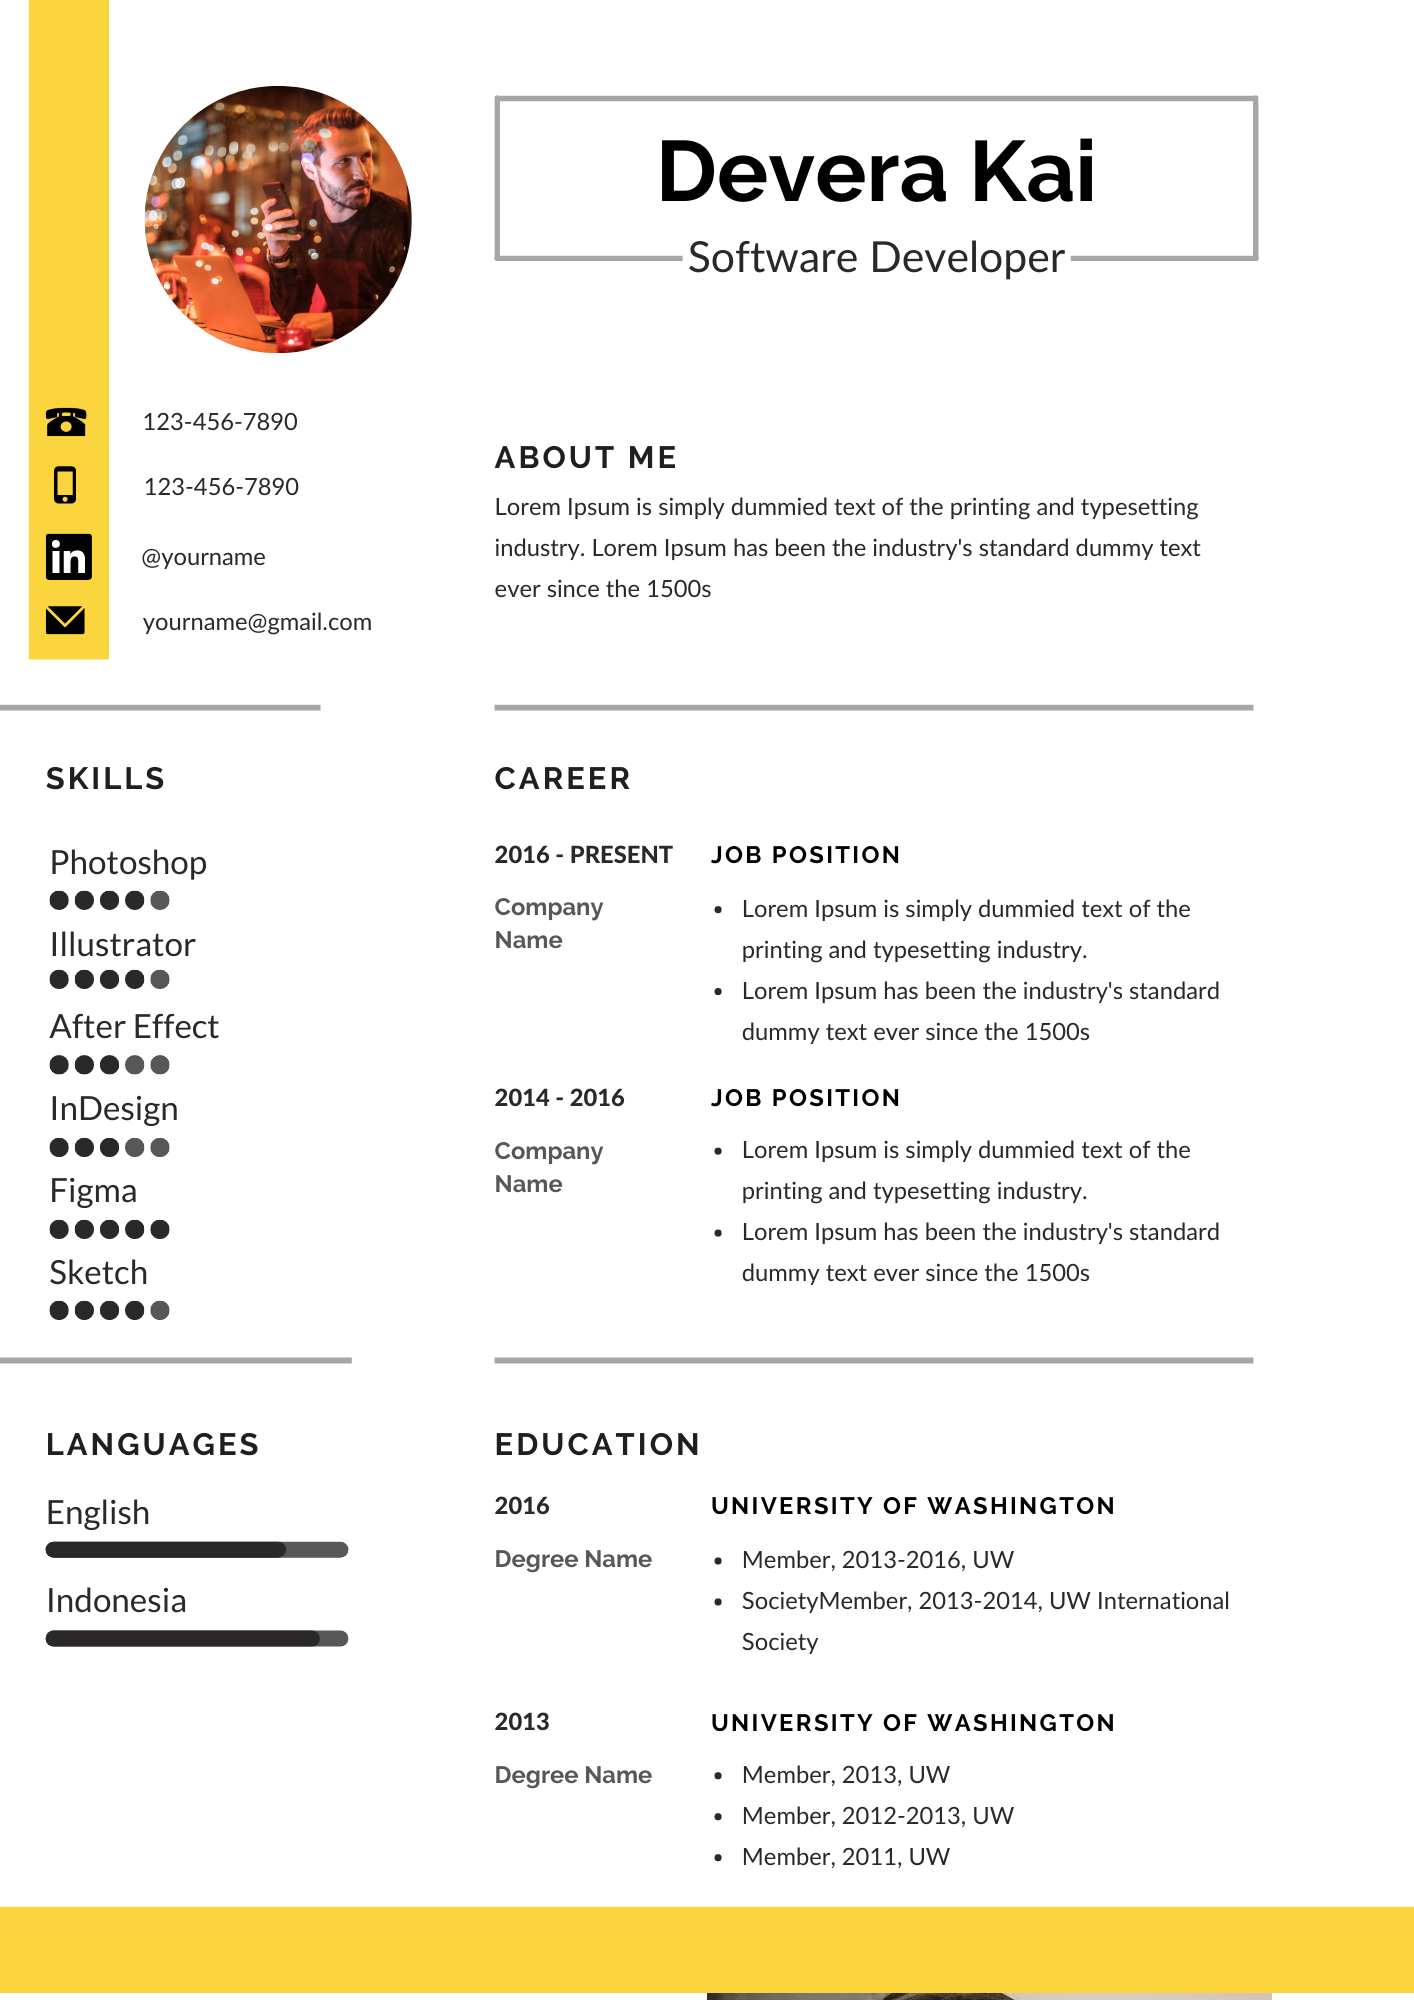 Devera Kai
Software Developer
123-456-7890
123-456-7890
in
@yourname
yourname@gmail.com
ABOUT ME
Lorem Ipsum is simply dummied text of the printing and typesetting
industry. Lorem Ipsum has been the industry's standard dummy text
ever since the 1500s
SKILLS
Photoshop
Illustrator
After Effect
InDesign
Figma
Sketch
CAREER
2016 - PRESENT
Company
Name
JOB POSITION
• Lorem Ipsum is simply dummied text of the
printing and typesetting industry.
• Lorem Ipsum has been the industry's standard
dummy text ever since the 1500s
2014 - 2016
Company
Name
JOB POSITION
• Lorem Ipsum is simply dummied text of the
printing and typesetting industry.
• Lorem Ipsum has been the industry's standard
dummy text ever since the 1500s
LANGUAGES
English
Indonesia
EDUCATION
2016
Degree Name
UNIVERSITY OF WASHINGTON
• Member, 2013-2016, UW
• SocietyMember, 2013-2014, UW International
Society
2013
Degree Name
UNIVERSITY OF WASHINGTON
• Member, 2013, UW
• Member, 2012-2013, UW
• Member, 2011, UW